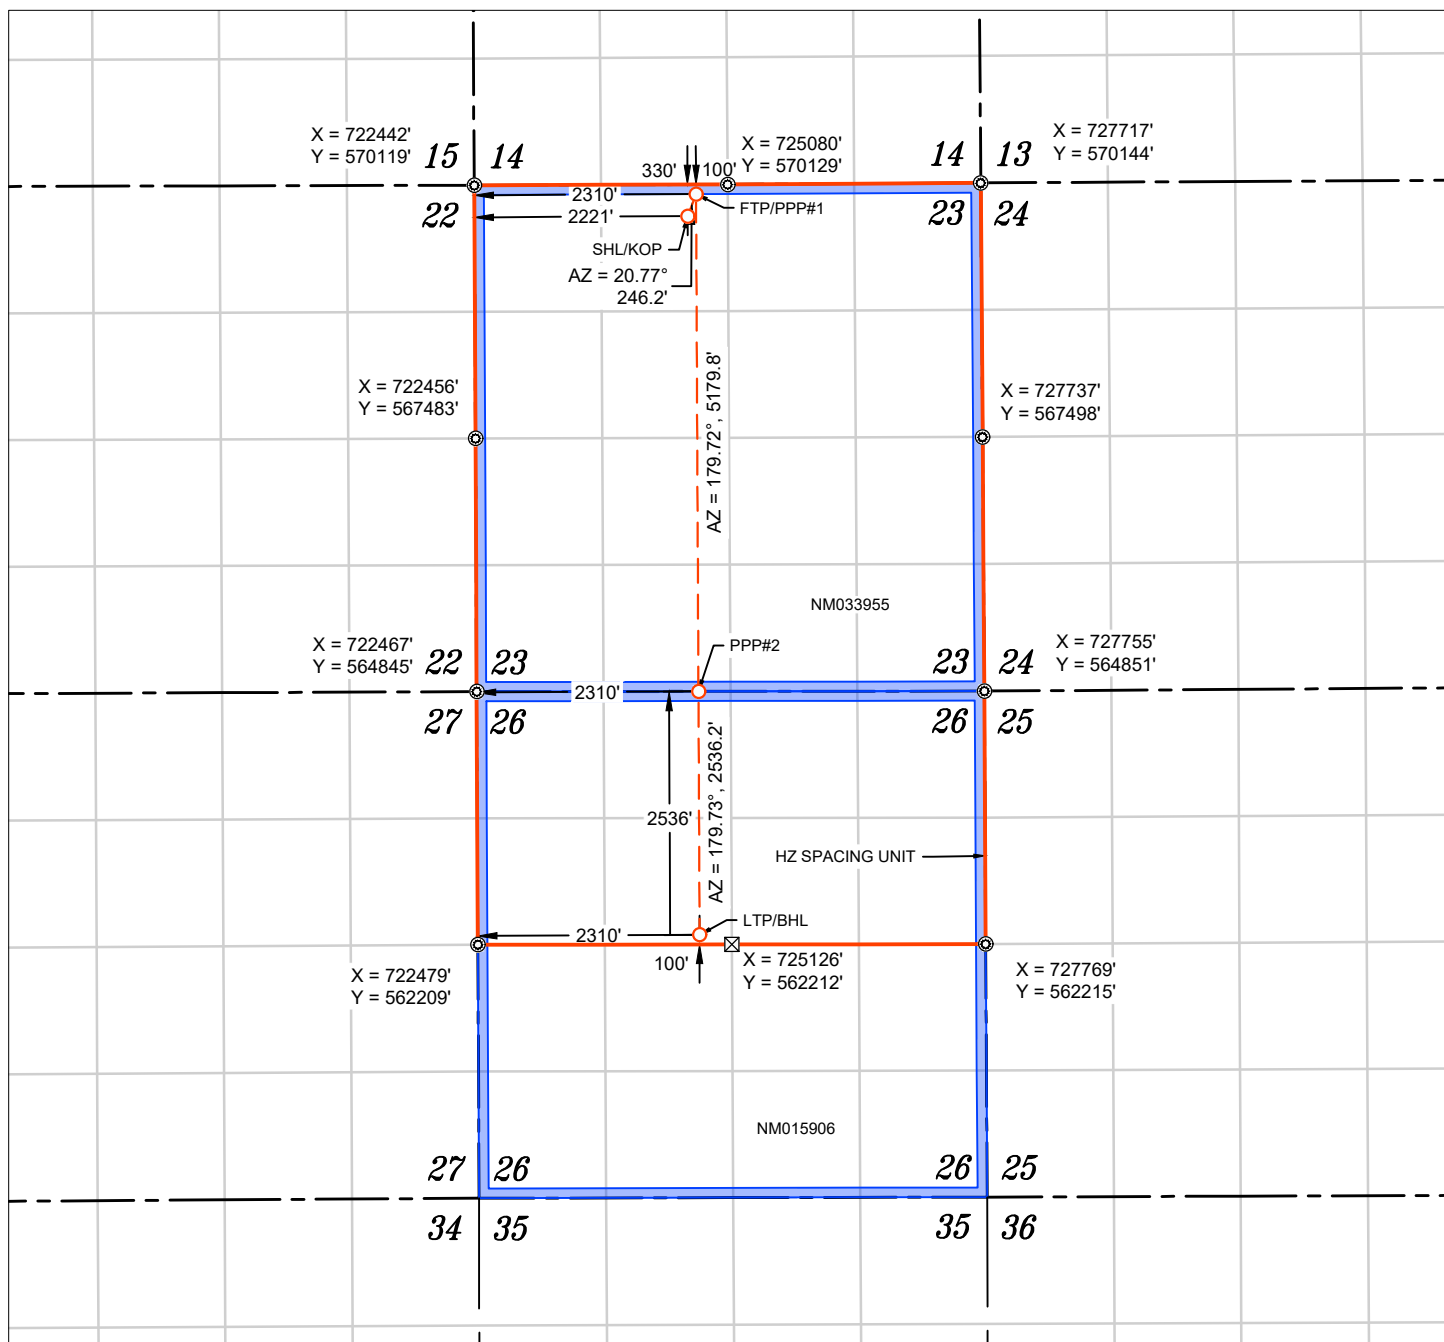 X = 722442'
Y = 570119'
15
14
330'
100'
X = 725080'
Y = 570129'
14
13
X = 727717'
Y = 570144'
22
2310'
2221'
FTP/PPP#1
23
24
SHL/KOP
AZ = 20.77°
246.2'
X = 722456'
Y = 567483'
AZ = 179.72°, 5179.8'
X = 727737'
Y = 567498'
NM033955
X = 722467'
Y = 564845'
22
23
PPP#2
23
24
X = 727755'
Y = 564851'
2310'
27
26
26
25
2536'
AZ = 179.73°, 2536.2'
HZ SPACING UNIT
LTP/BHL
2310'
100'
X = 725126'
Y = 562212'
X = 722479'
Y = 562209'
X = 727769'
Y = 562215'
NM015906
27
26
26
25
34
35
35
36